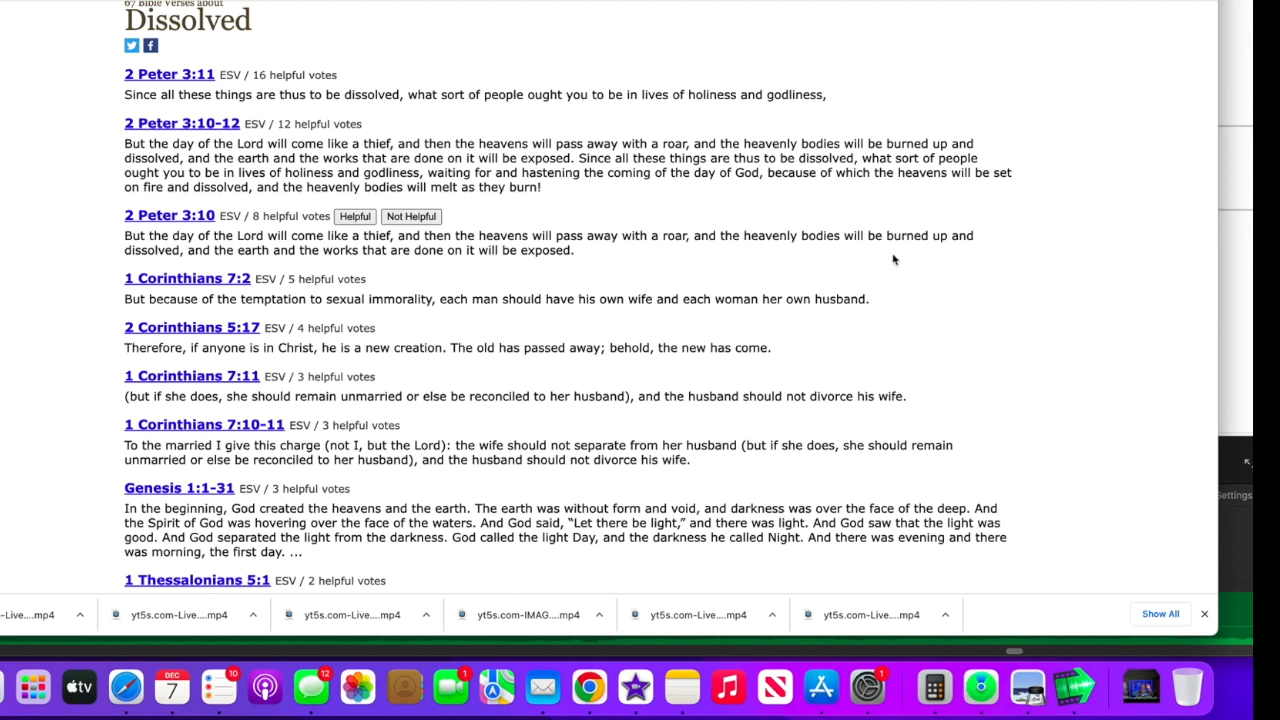 67 Bible Verses about
Dissolved
2 Peter 3:11 ESV / 16 helpful votes
Since all these things are thus to be dissolved, what sort of people ought you to be in lives of holiness and godliness,
2 Peter 3:10-12 ESV / 12 helpful votes
But the day of the Lord will come like a thief, and then the heavens will pass away with a roar, and the heavenly bodies will be burned up and
dissolved, and the earth and the works that are done on it will be exposed. Since all these things are thus to be dissolved, what sort of people
ought you to be in lives of holiness and godliness, waiting for and hastening the coming of the day of God, because of which the heavens will be set
on fire and dissolved, and the heavenly bodies will melt as they burn!
2 Peter 3:10 ESV / 8 helpful votes Helpful Not Helpful
But the day of the Lord will come like a thief, and then the heavens will pass away with a roar, and the heavenly bodies will be burned up and
dissolved, and the earth and the works that are done on it will be exposed.
1 Corinthians 7:2 ESV / 5 helpful votes
But because of the temptation to sexual immorality, each man should have his own wife and each woman her own husband.
2 Corinthians 5:17 ESV / 4 helpful votes
Therefore, if anyone is in Christ, he is a new creation. The old has passed away; behold, the new has come.
1 Corinthians 7:11 ESV / 3 helpful votes
(but if she does, she should remain unmarried or else be reconciled to her husband), and the husband should not divorce his wife.
1 Corinthians 7:10-11 ESV / 3 helpful votes
To the married I give this charge (not I, but the Lord): the wife should not separate from her husband (but if she does, she should remain
unmarried or else be reconciled to her husband), and the husband should not divorce his wife.
Genesis 1:1-31 ESV / 3 helpful votes
In the beginning, God created the heavens and the earth. The earth was without form and void, and darkness was over the face of the deep. And
the Spirit of God was hovering over the face of the waters. And God said, “Let there be light,” and there was light. And God saw that the light was
good. And God separated the light from the darkness. God called the light Day, and the darkness he called Night. And there was evening and there
was morning, the first day. ...
1 Thessalonians 5:1 ESV / 2 helpful votes
Settings
-Live....mp4 yt5s.com-Live....mp4 yt5s.com-Live....mp4 yt5s.com-IMAG...mp4 yt5s.com-Live....mp4 yt5s.com-Live....mp4 Show All
tv DEC 7 10 12 1 1